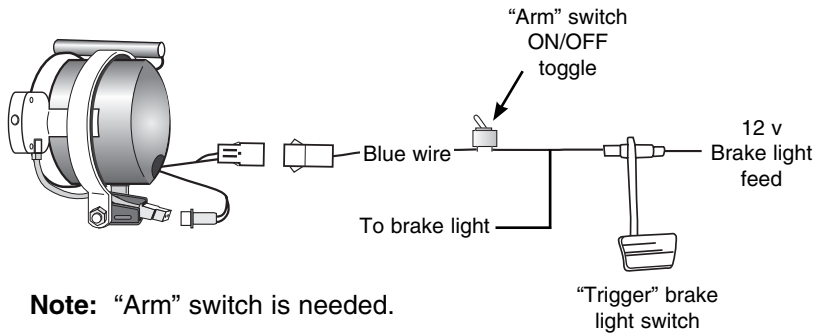 “Arm” switch
ON/OFF
toggle
12 v
Brake light
feed
Blue wire
To brake light
“Trigger” brake
light switch
Note: “Arm” switch is needed.